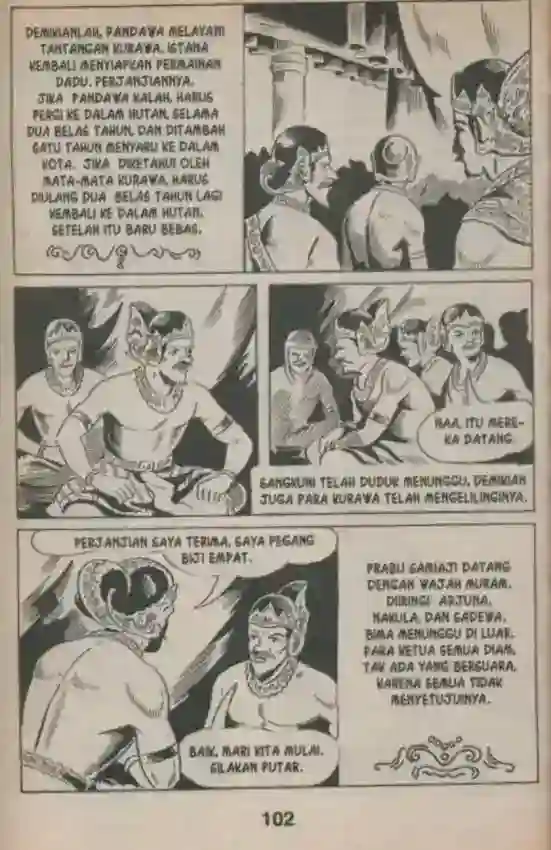 DEMIKIANLAH, PANDAWA MELAYANI
TANTANGAN KURAWA. ISTANA
KEMBALI MENYIAPKAN PERMAINAN
DADU. PERJANJIANNYA.
JIKA PANDAWA KALAH, HARUS
PERGI KE DALAM HUTAN, SELAMA
DUA BELAS TAHUN, DAN DITAMBAH
SATU TAHUN MENYARU KE DALAM
KOTA. JIKA DIKETAHUI OLEH
MATA-MATA KURAWA, HARUS
DIULANG DUA BELAS TAHUN LAGI
KEMBALI KE DALAM HUTAN.
SETELAH ITU BARU BEBAS.
NAA, ITU MERE-
KA DATANG.
SANGKUNI TELAH DUDUK MENUNGGU, DEMIKIAN
JUGA PARA KURAWA TELAH MENGELILINGINYA.
PERJANJIAN SAYA TERIMA, SAYA PEGANG
BIJI EMPAT.
BAIK, MARI KITA MULAI.
SILAKAN PUTAR.
PRABU SAMIAJI DATANG
DENGAN WAJAH MURAM.
DIIRINGI ARJUNA,
NAKULA, DAN SADEWA.
BIMA MENUNGGU DI LUAR.
PARA KETUA SEMUA DIAM,
TAK ADA YANG BERSUARA,
KARENA SEMUA TIDAK
MENYETUJUINYA.
102